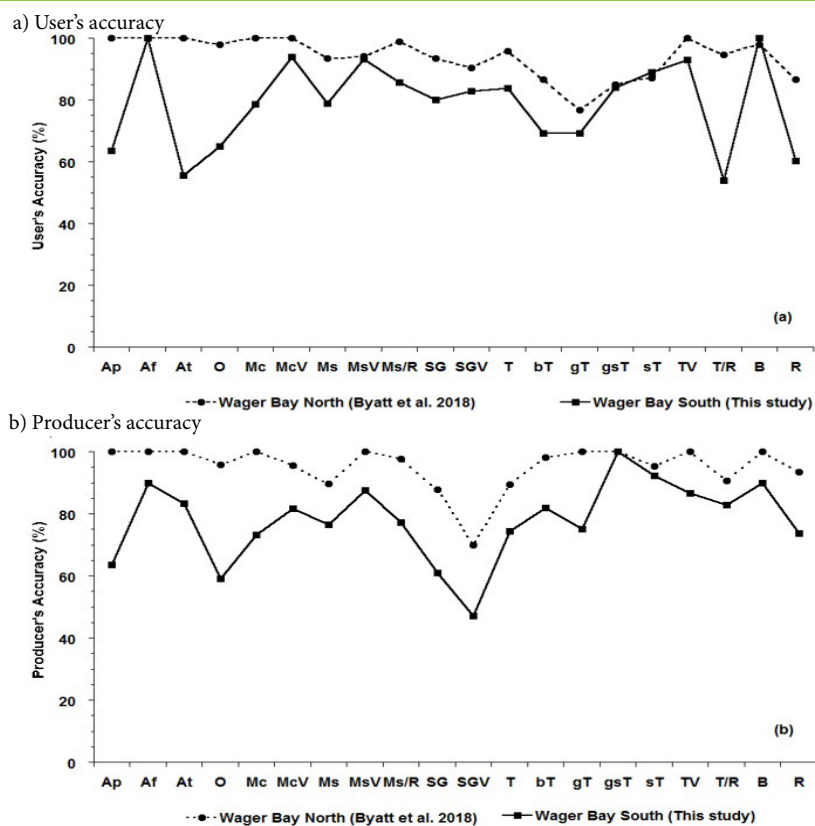 a) User's accuracy
100
80
60
40
20
0
User's Accuracy (%)
(a)
Ap Af At O Mc McV Ms MsV Ms/R SG SGV T bT gT gsT sT TV T/R B R
Wager Bay North (Byatt et al. 2018) Wager Bay South (This study)
b) Producer's accuracy
100
80
60
40
20
0
Producer's Accuracy (%)
(b)
Ap Af At O Mc McV Ms MsV Ms/R SG SGV T bT gT gsT sT TV T/R B R
Wager Bay North (Byatt et al. 2018) Wager Bay South (This study)